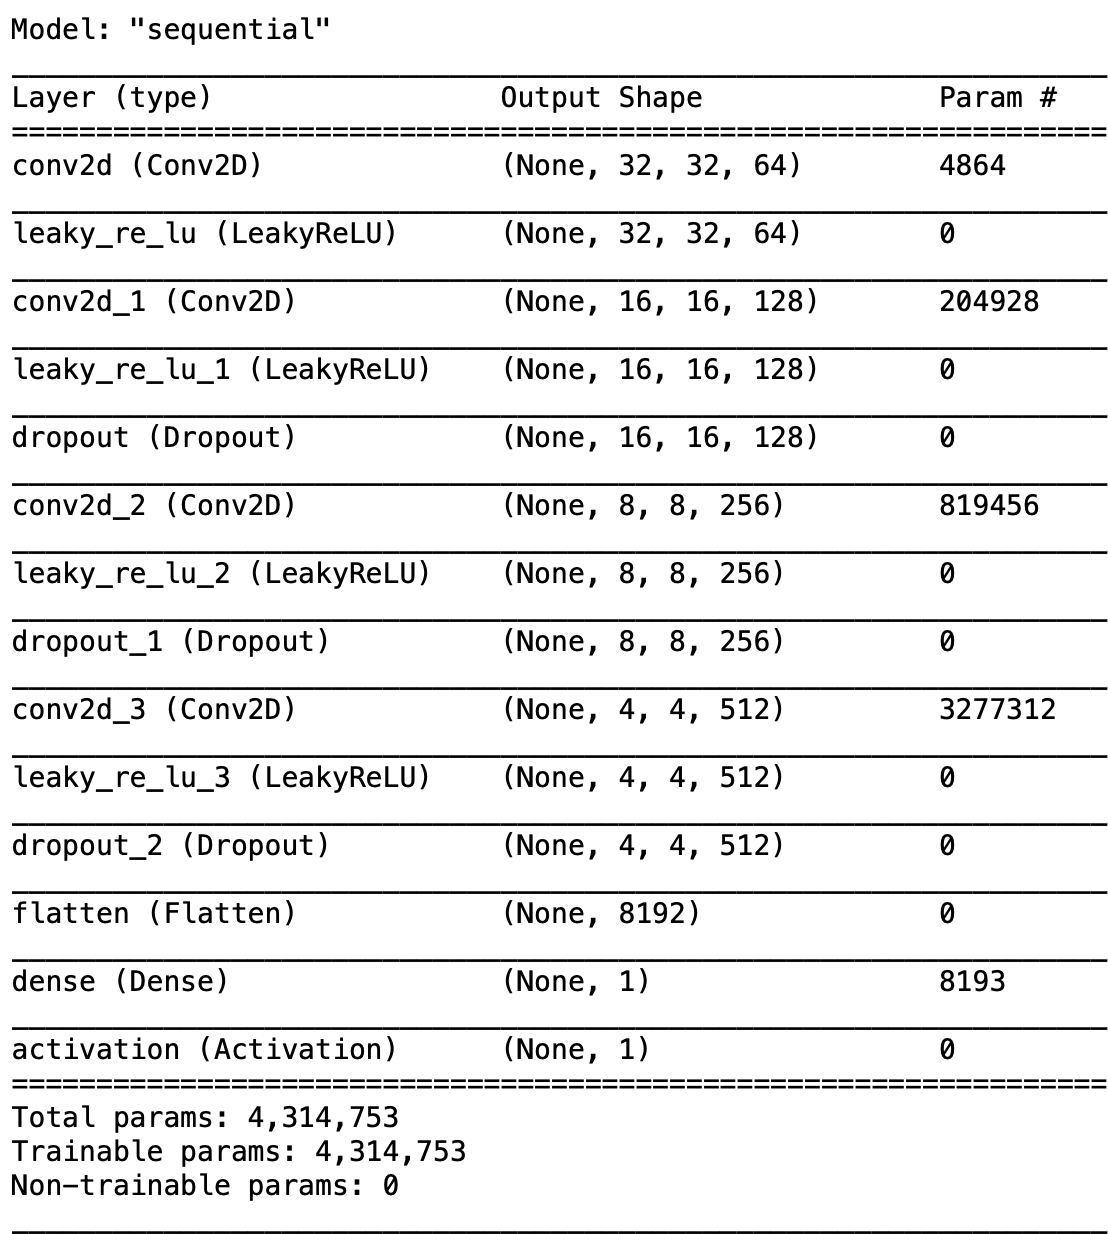 Model: "sequential"
Layer (type) Output Shape Param #
conv2d (Conv2D) (None, 32, 32, 64) 4864
leaky_re_lu (LeakyReLU) (None, 32, 32, 64) 0
conv2d_1 (Conv2D) (None, 16, 16, 128) 204928
leaky_re_lu_1 (LeakyReLU) (None, 16, 16, 128) 0
dropout (Dropout) (None, 16, 16, 128) 0
conv2d_2 (Conv2D) (None, 8, 8, 256) 819456
leaky_re_lu_2 (LeakyReLU) (None, 8, 8, 256) 0
dropout_1 (Dropout) (None, 8, 8, 256) 0
conv2d_3 (Conv2D) (None, 4, 4, 512) 3277312
leaky_re_lu_3 (LeakyReLU) (None, 4, 4, 512) 0
dropout_2 (Dropout) (None, 4, 4, 512) 0
flatten (Flatten) (None, 8192) 0
dense (Dense) (None, 1) 8193
activation (Activation) (None, 1) 0
Total params: 4,314,753
Trainable params: 4,314,753
Non-trainable params: 0